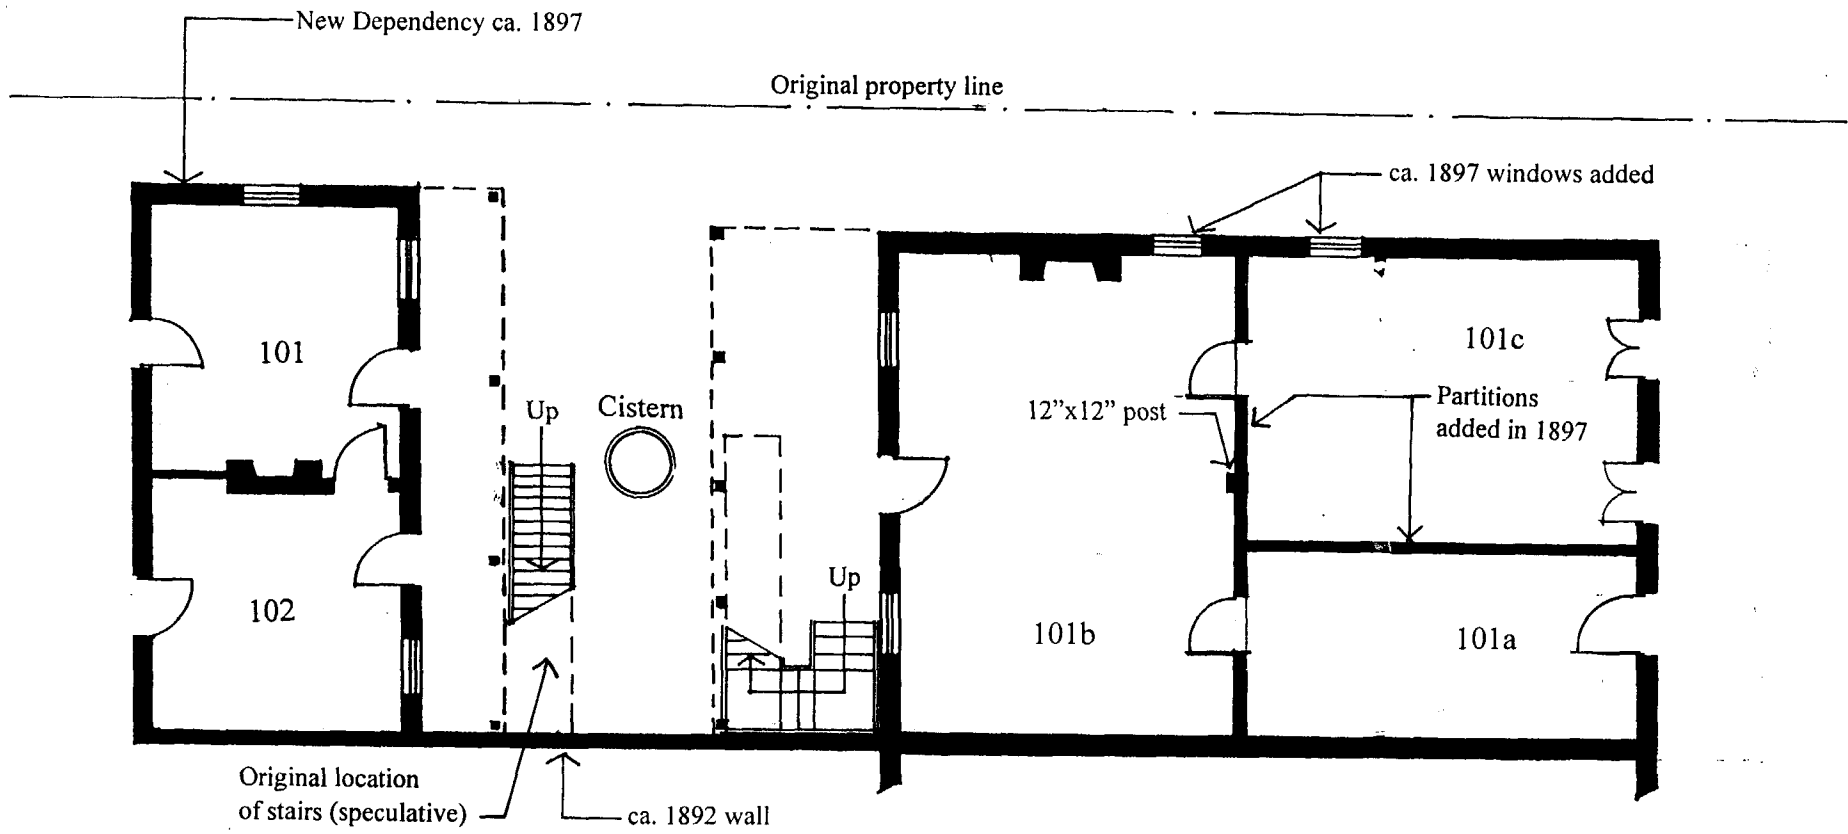 New Dependency ca. 1897
Original property line
ca. 1897 windows added
101
101c
Up
Cistern
12”x12” post
Partitions
added in 1897
Up
102
101b
101a
Original location
of stairs (speculative)
ca. 1892 wall